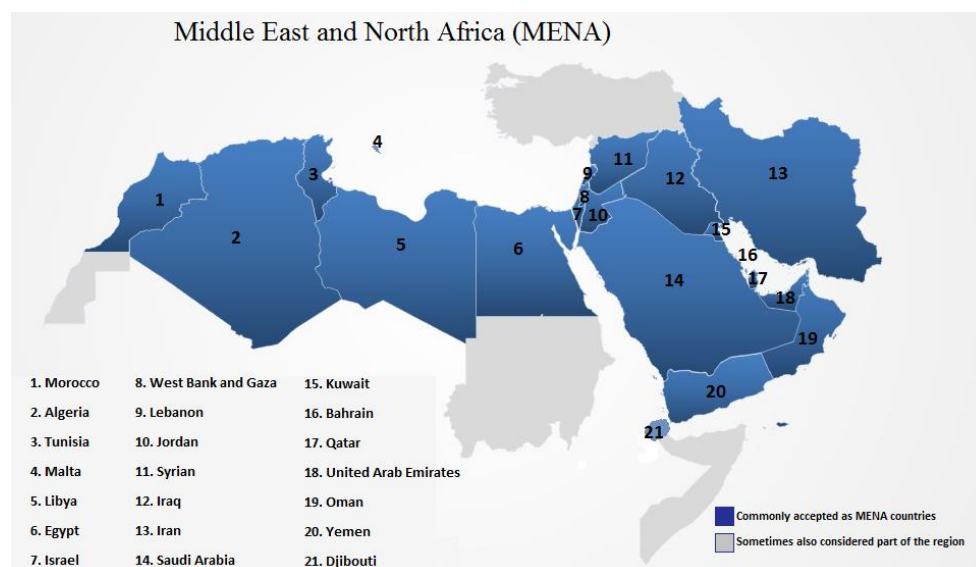 Middle East and North Africa (MENA)
4
11
3
9
12
13
1
8
7
10
15
2
5
6
16
17
14
18
19
20
21
1. Morocco
2. Algeria
3. Tunisia
4. Malta
5. Libya
6. Egypt
7. Israel
8. West Bank and Gaza
9. Lebanon
10. Jordan
11. Syrian
12. Iraq
13. Iran
14. Saudi Arabia
15. Kuwait
16. Bahrain
17. Qatar
18. United Arab Emirates
19. Oman
20. Yemen
21. Djibouti
Commonly accepted as MENA countries
Sometimes also considered part of the region